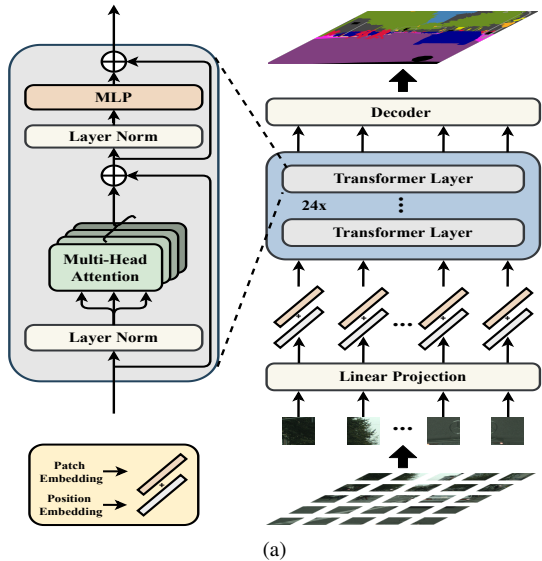 MLP
Layer Norm
Multi-Head
Attention
Layer Norm
Patch
Embedding
Position
Embedding
+
Decoder
Transformer Layer
24x
Transformer Layer
+
+
+
+
Linear Projection
(a)